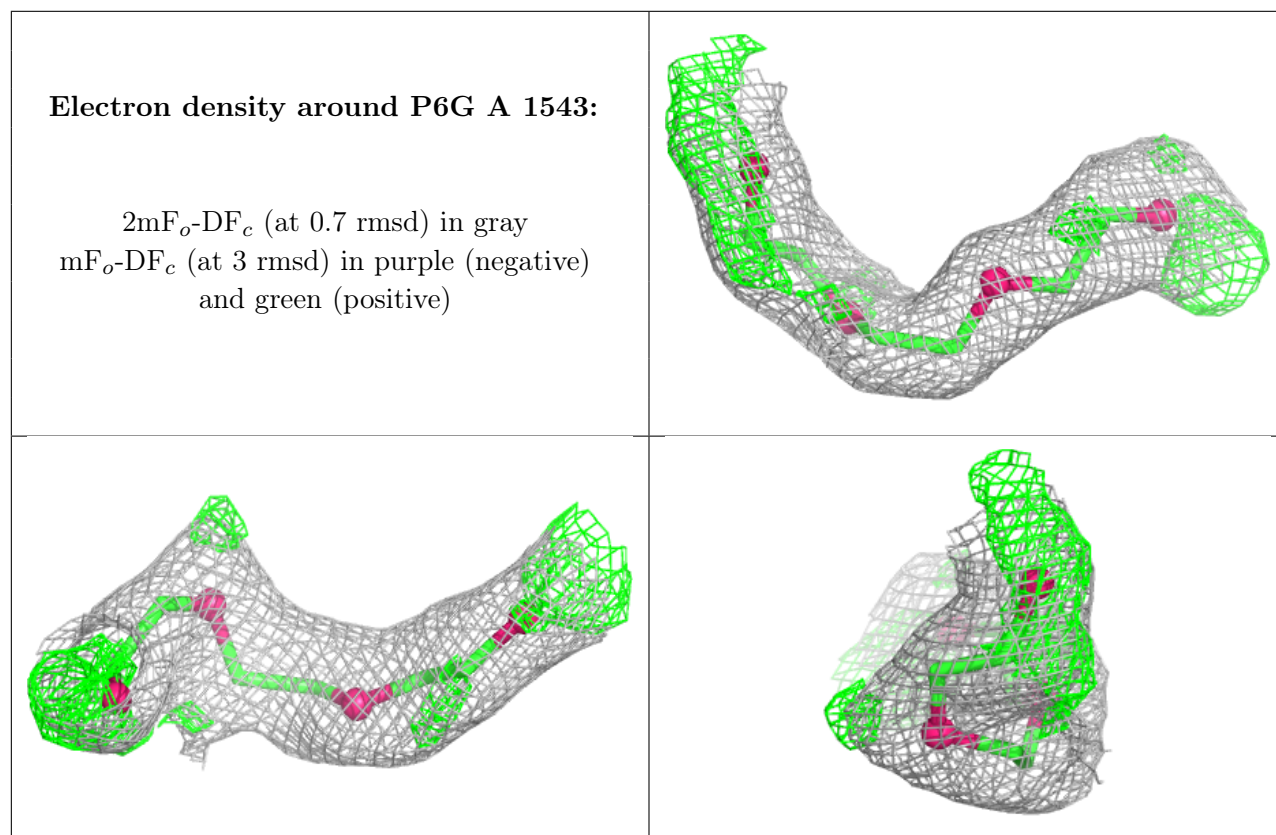 Electron density around P6G A 1543:
2mFo-DFc (at 0.7 rmsd) in gray
mFo-DFc (at 3 rmsd) in purple (negative)
and green (positive)